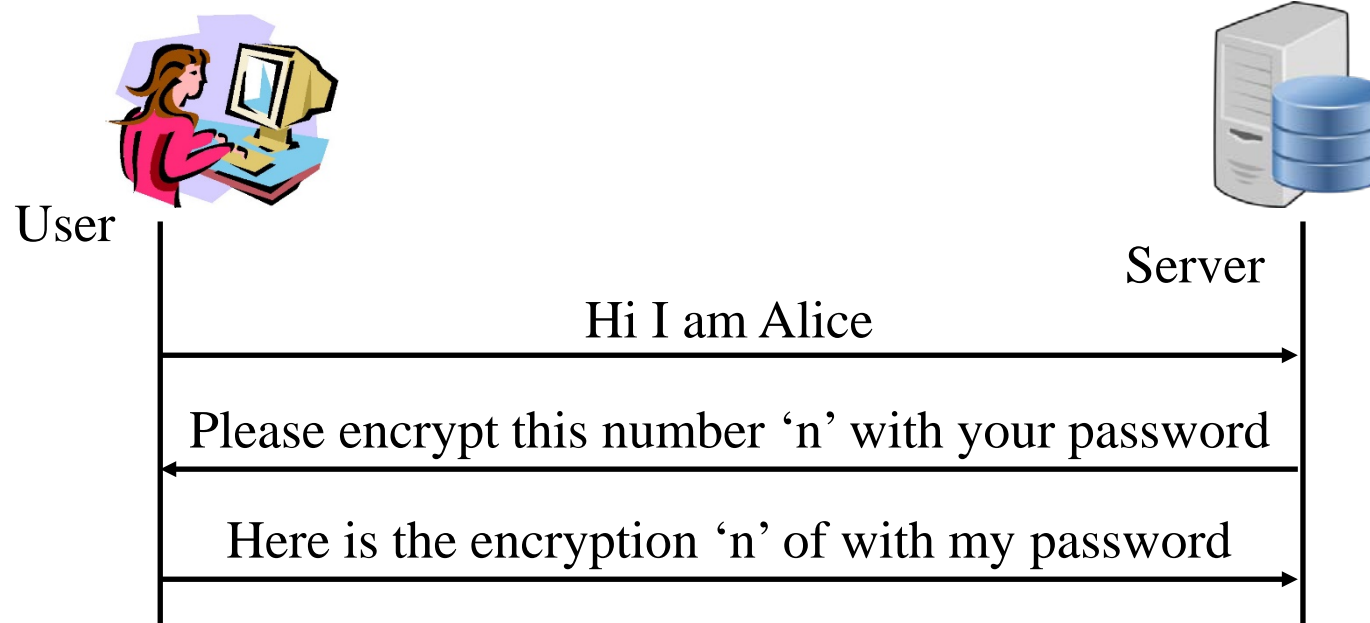 User
Server
Hi I am Alice
Please encrypt this number ‘n’ with your password
Here is the encryption ‘n’ of with my password